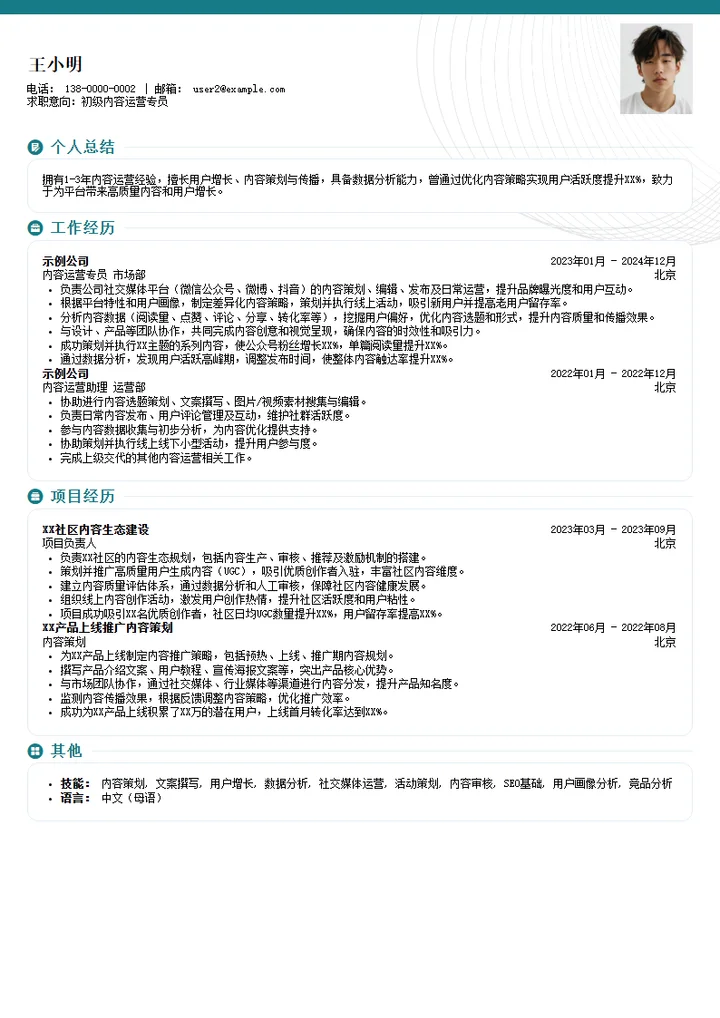 王小明
电话： 138-0000-0002 | 邮箱： user2@example.com
求职意向：初级内容运营专员
个人总结
拥有1-3年内容运营经验，擅长用户增长、内容策划与传播，具备数据分析能力，曾通过优化内容策略实现用户活跃度提升XX%，致力
于为平台带来高质量内容和用户增长。
工作经历
示例公司 2023年01月 - 2024年12月
内容运营专员 市场部 北京
• 负责公司社交媒体平台（微信公众号、微博、抖音）的内容策划、编辑、发布及日常运营，提升品牌曝光度和用户互动。
• 根据平台特性和用户画像，制定差异化内容策略，策划并执行线上活动，吸引新用户并提高老用户留存率。
• 分析内容数据（阅读量、点赞、评论、分享、转化率等），挖掘用户偏好，优化内容选题和形式，提升内容质量和传播效果。
• 与设计、产品等团队协作，共同完成内容创意和视觉呈现，确保内容的时效性和吸引力。
• 成功策划并执行XX主题的系列内容，使公众号粉丝增长XX%，单篇阅读量提升XX%。
• 通过数据分析，发现用户活跃高峰期，调整发布时间，使整体内容触达率提升XX%。
示例公司 2022年01月 - 2022年12月
内容运营助理 运营部 北京
• 协助进行内容选题策划、文案撰写、图片/视频素材搜集与编辑。
• 负责日常内容发布、用户评论管理及互动，维护社群活跃度。
• 参与内容数据收集与初步分析，为内容优化提供支持。
• 协助策划并执行线上线下小型活动，提升用户参与度。
• 完成上级交代的其他内容运营相关工作。
项目经历
XX社区内容生态建设 2023年03月 - 2023年09月
项目负责人 北京
• 负责XX社区的内容生态规划，包括内容生产、审核、推荐及激励机制的搭建。
• 策划并推广高质量用户生成内容（UGC），吸引优质创作者入驻，丰富社区内容维度。
• 建立内容质量评估体系，通过数据分析和人工审核，保障社区内容健康发展。
• 组织线上内容创作活动，激发用户创作热情，提升社区活跃度和用户粘性。
• 项目成功吸引XX名优质创作者，社区日均UGC数量提升XX%，用户留存率提高XX%。
XX产品上线推广内容策划 2022年06月 - 2022年08月
内容策划 北京
• 为XX产品上线制定内容推广策略，包括预热、上线、推广期内容规划。
• 撰写产品介绍文案、用户教程、宣传海报文案等，突出产品核心优势。
• 与市场团队协作，通过社交媒体、行业媒体等渠道进行内容分发，提升产品知名度。
• 监测内容传播效果，根据反馈调整内容策略，优化推广效率。
• 成功为XX产品上线积累了XX万的潜在用户，上线首月转化率达到XX%。
其他
• 技能： 内容策划, 文案撰写, 用户增长, 数据分析, 社交媒体运营, 活动策划, 内容审核, SEO基础, 用户画像分析, 竞品分析
• 语言： 中文（母语）